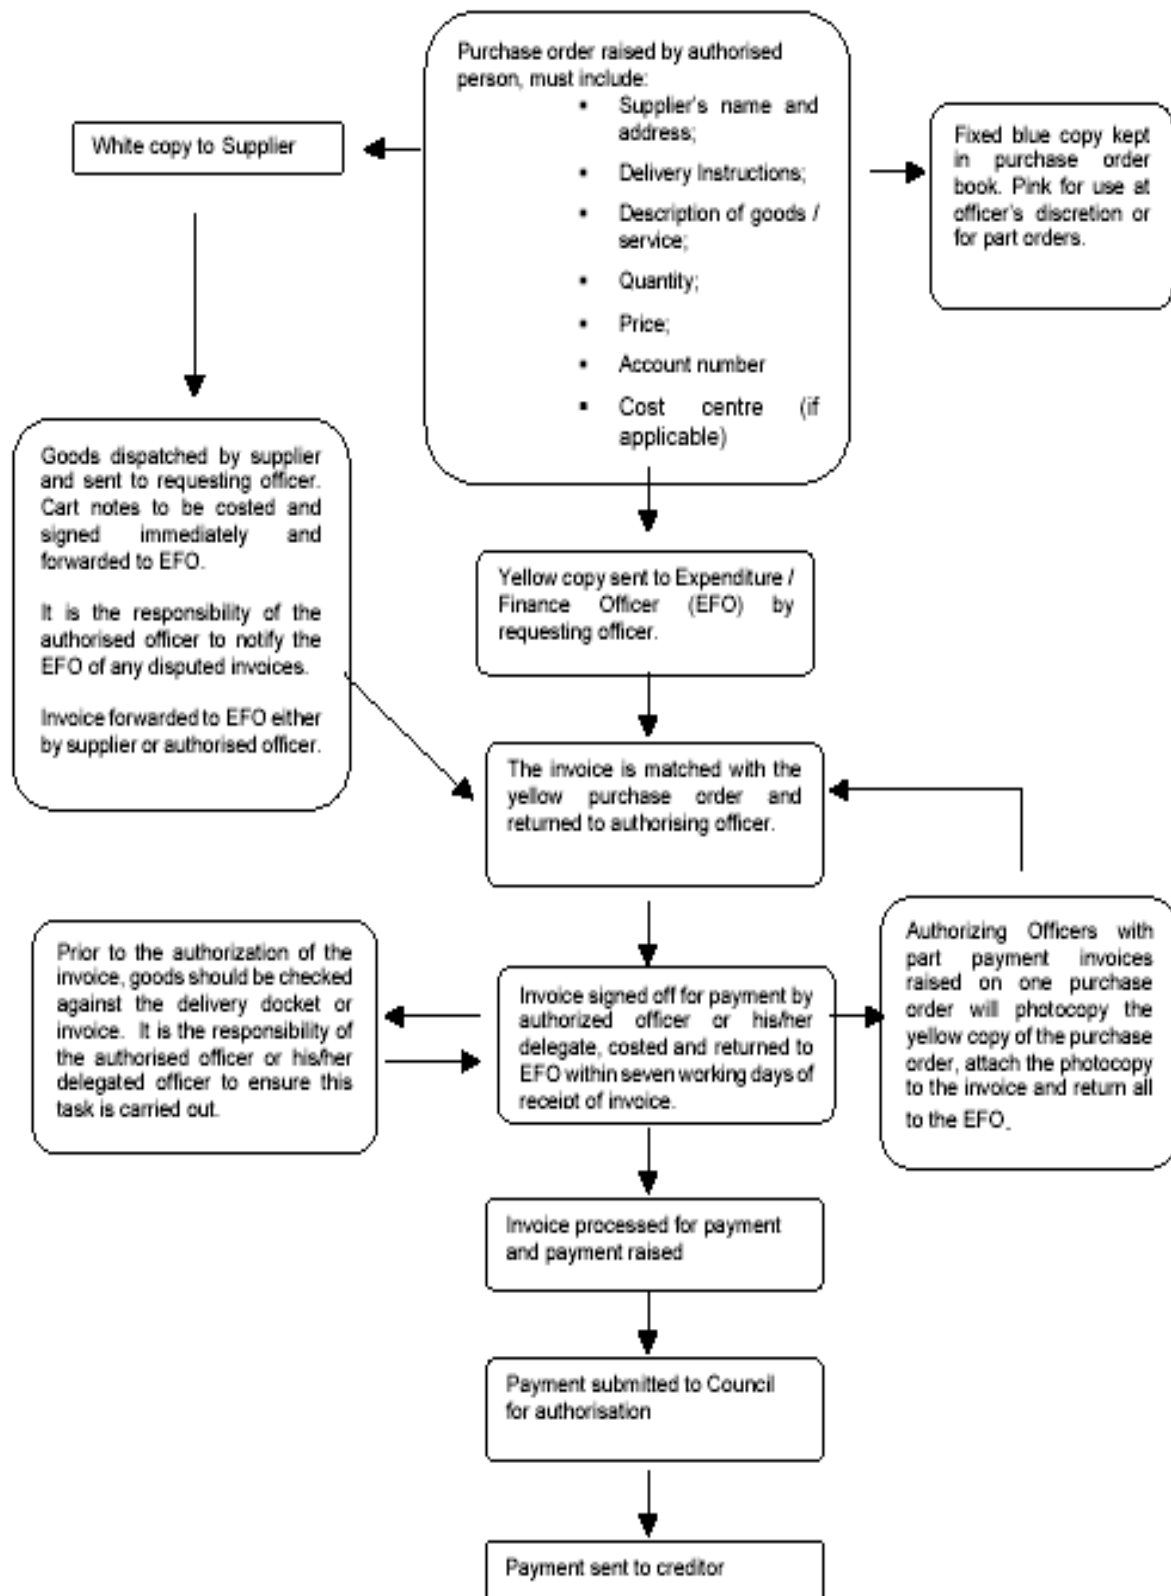 Purchase order raised by authorised
person, must include:
▪ Supplier's name and
address;
▪ Delivery Instructions;
▪ Description of goods /
service;
▪ Quantity;
▪ Price;
▪ Account number
▪ Cost centre (if
applicable)
White copy to Supplier
Fixed blue copy kept
in purchase order
book. Pink for use at
officer's discretion or
for part orders.
Goods dispatched by supplier
and sent to requesting officer.
Cart notes to be costed and
signed immediately and
forwarded to EFO.
It is the responsibility of the
authorised officer to notify the
EFO of any disputed invoices.
Invoice forwarded to EFO either
by supplier or authorised officer.
Yellow copy sent to Expenditure /
Finance Officer (EFO) by
requesting officer.
The invoice is matched with the
yellow purchase order and
returned to authorising officer.
Prior to the authorization of the
invoice, goods should be checked
against the delivery docket or
invoice. It is the responsibility of
the authorised officer or his/her
delegated officer to ensure this
task is carried out.
Invoice signed off for payment by
authorized officer or his/her
delegate, costed and returned to
EFO within seven working days of
receipt of invoice.
Authorizing Officers with
part payment invoices
raised on one purchase
order will photocopy the
yellow copy of the purchase
order, attach the photocopy
to the invoice and return all
to the EFO.
Invoice processed for payment
and payment raised
Payment submitted to Council
for authorisation
Payment sent to creditor